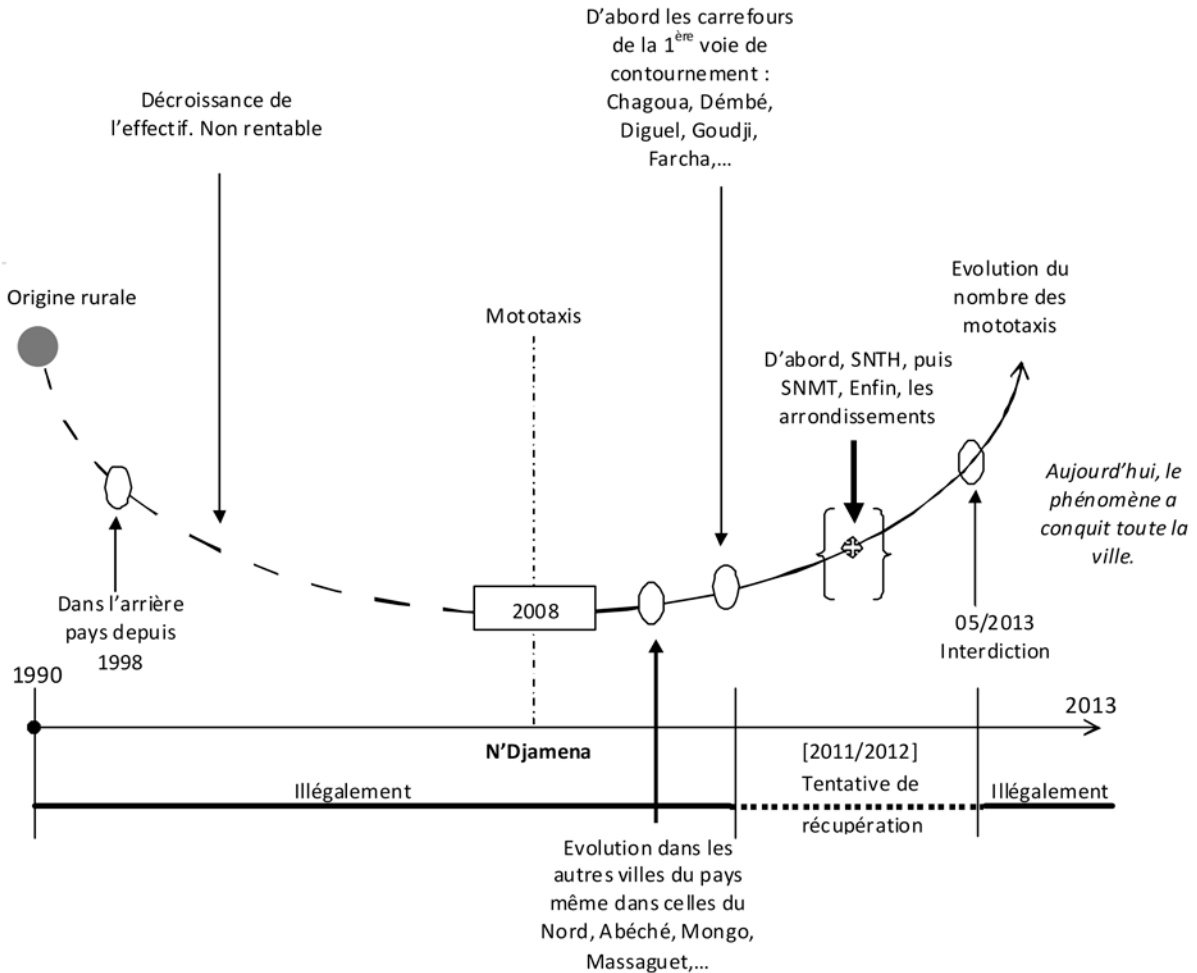 D'abord les carrefours
de la 1ère voie de
contournement :
Chagoua, Démbé,
Diguel, Goudji,
Farcha,...
Décroissance de
l'effectif. Non rentable
Origine rurale
Mototaxis
Evolution du
nombre des
mototaxis
D'abord, SNTH, puis
SNMT, Enfin, les
arrondissements
Aujourd'hui, le
phénomène a
conquit toute la
ville.
Dans l'arrière
pays depuis
1998
2008
05/2013
Interdiction
1990
2013
N'Djamena
[2011/2012]
Tentative de
récupération
Illégalement
Illégalement
Evolution dans les
autres villes du pays
même dans celles du
Nord, Abéché, Mongo,
Massaguet,...